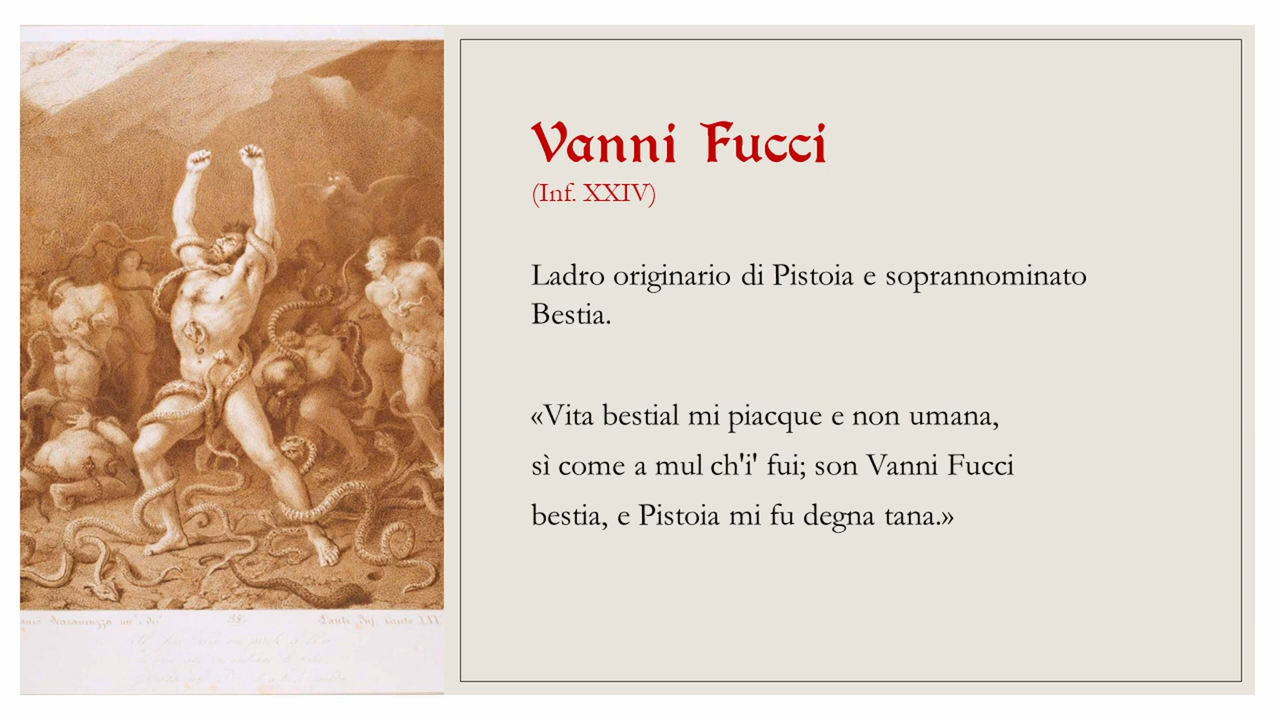 Vanni Fucci
(Inf. XXIV)
Ladro originario di Pistoia e soprannominato
Bestia.
«Vita bestial mi piacque e non umana,
sì come a mul ch'i' fui; son Vanni Fucci
bestia, e Pistoia mi fu degna tana.»